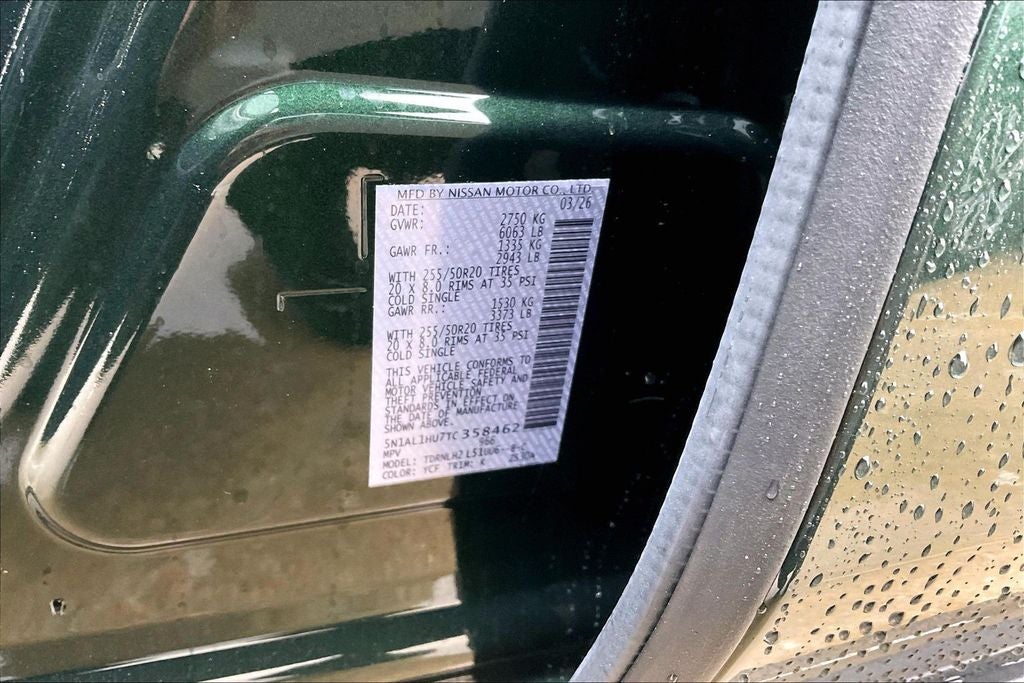 MFD BY NISSAN MOTOR CO., LTD.
DATE: 03/26
GVWR: 2750 KG
6063 LB
GAWR FR.: 1335 KG
2943 LB
WITH 255/50R20 TIRES
20 X 8.0 RIMS AT 35 PSI
COLD SINGLE
GAWR RR.: 1530 KG
3373 LB
WITH 255/50R20 TIRES
20 X 8.0 RIMS AT 35 PSI
COLD SINGLE
THIS VEHICLE CONFORMS TO
ALL APPLICABLE FEDERAL
MOTOR VEHICLE SAFETY AND
THEFT PREVENTION
STANDARDS IN EFFECT ON
THE DATE OF MANUFACTURE
SHOWN ABOVE.
5N1AL1HU7TC358462
MPV 966
MODEL:
COLOR: YCF TRIM: K